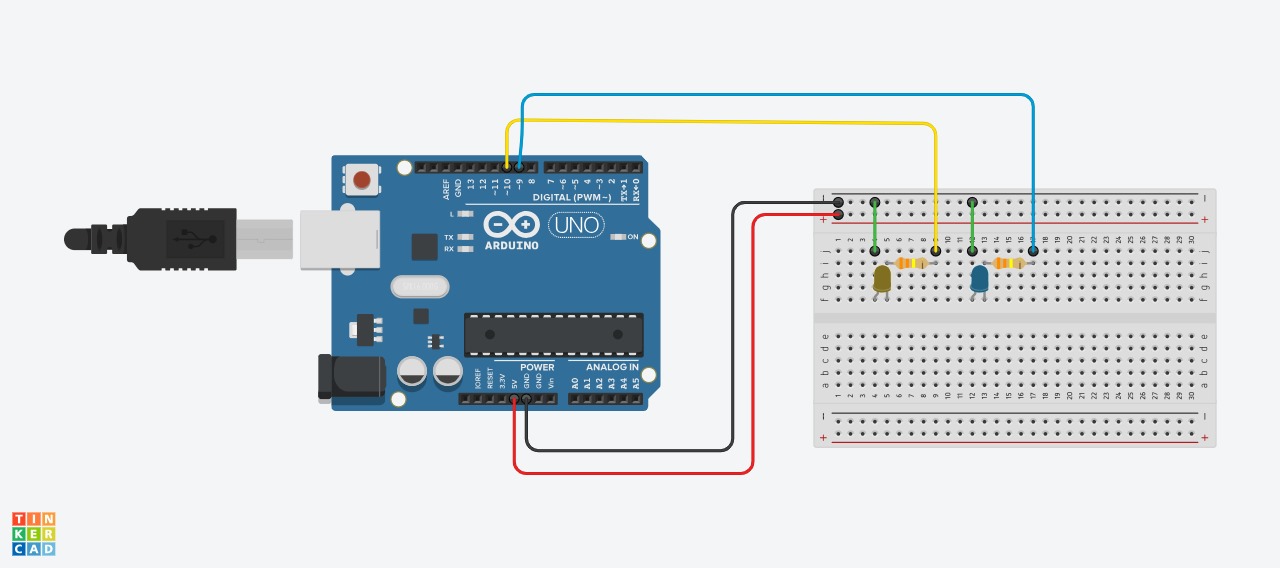 AREF
GND
13
12
~11
~10
~9
8
7
~6
~5
4
~3
2
TX→1
RX←0
DIGITAL (PWM~)
L
TX
RX
ARDUINO
UNO
ON
POWER
ANALOG IN
IOREF
RESET
3.3V
5V
GND
GND
Vin
A0
A1
A2
A3
A4
A5
− −
+ +
1 2 3 4 5 6 7 8 9 10 11 12 13 14 15 16 17 18 19 20 21 22 23 24 25 26 27 28 29 30
j j
i i
h h
g g
f f
e e
d d
c c
b b
a a
1 2 3 4 5 6 7 8 9 10 11 12 13 14 15 16 17 18 19 20 21 22 23 24 25 26 27 28 29 30
− −
+ +
TIN
KER
CAD